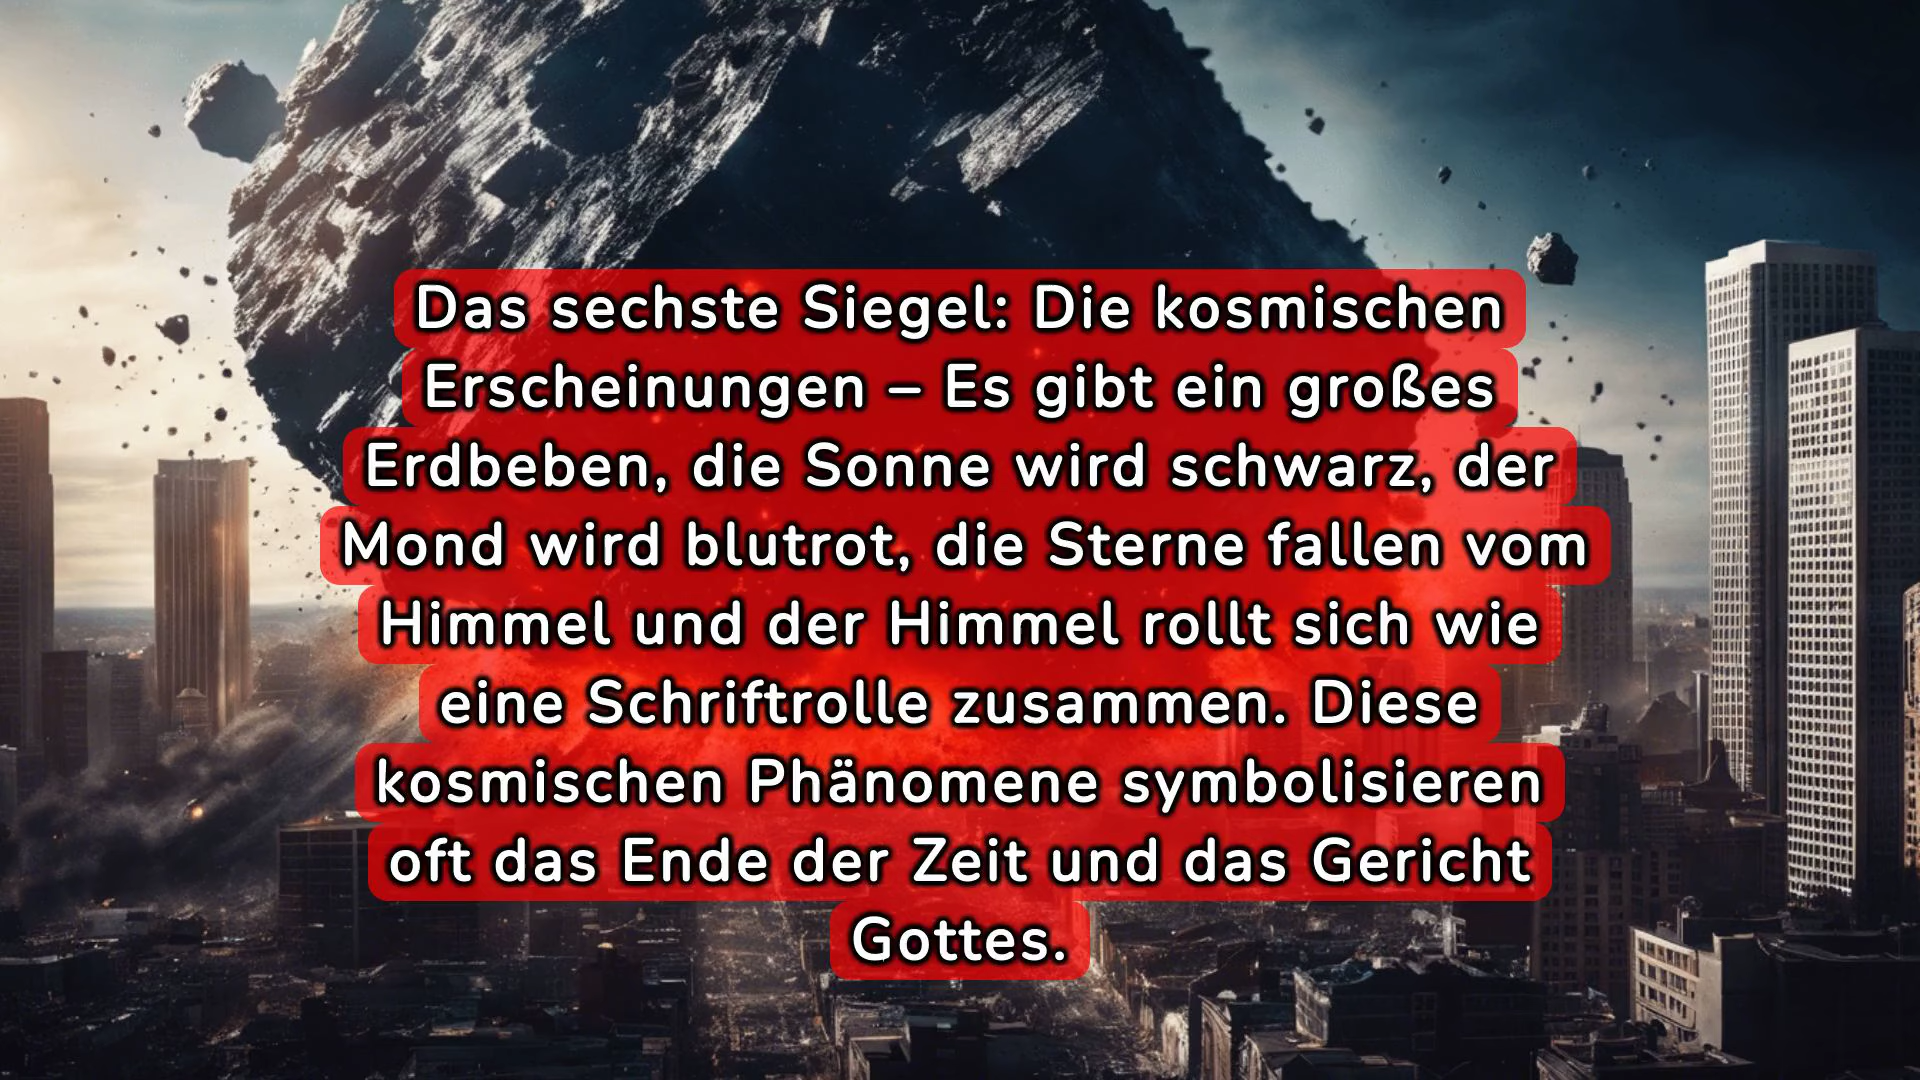 Das sechste Siegel: Die kosmischen
Erscheinungen – Es gibt ein großes
Erdbeben, die Sonne wird schwarz, der
Mond wird blutrot, die Sterne fallen vom
Himmel und der Himmel rollt sich wie
eine Schriftrolle zusammen. Diese
kosmischen Phänomene symbolisieren
oft das Ende der Zeit und das Gericht
Gottes.